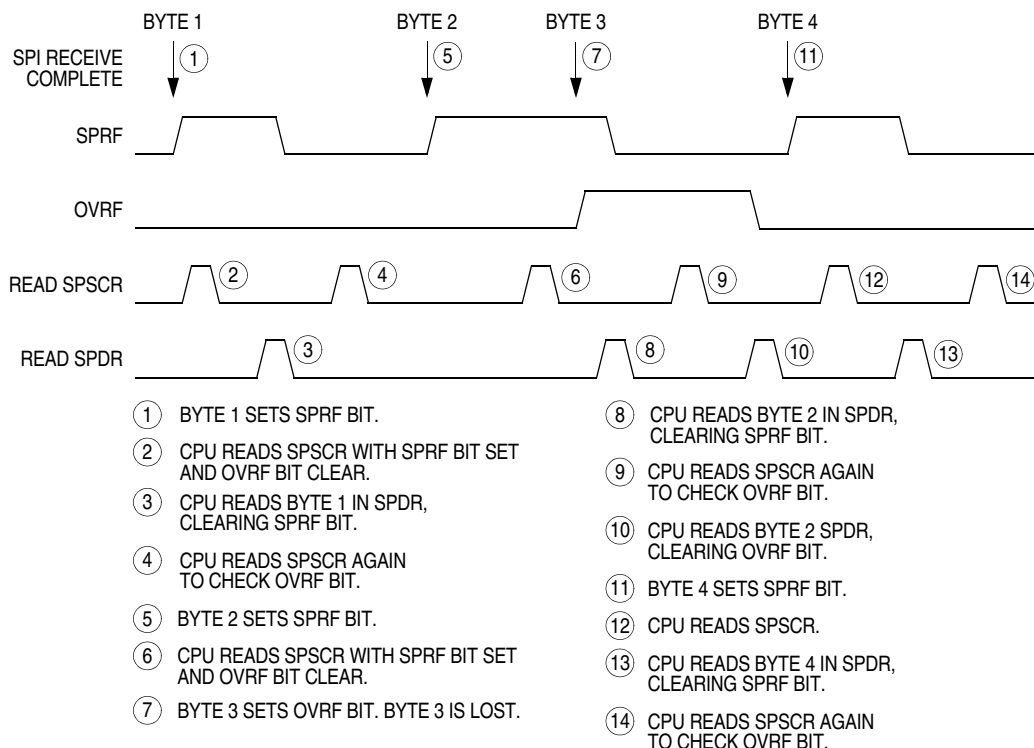 BYTE 1 BYTE 2 BYTE 3 BYTE 4
SPI RECEIVE
COMPLETE
1 5 7 11
SPRF
OVRF
READ SPSCR
2 4 6 9 12 14
READ SPDR
3 8 10 13
1 BYTE 1 SETS SPRF BIT.
2 CPU READS SPSCR WITH SPRF BIT SET
AND OVRF BIT CLEAR.
3 CPU READS BYTE 1 IN SPDR,
CLEARING SPRF BIT.
4 CPU READS SPSCR AGAIN
TO CHECK OVRF BIT.
5 BYTE 2 SETS SPRF BIT.
6 CPU READS SPSCR WITH SPRF BIT SET
AND OVRF BIT CLEAR.
7 BYTE 3 SETS OVRF BIT. BYTE 3 IS LOST.
8 CPU READS BYTE 2 IN SPDR,
CLEARING SPRF BIT.
9 CPU READS SPSCR AGAIN
TO CHECK OVRF BIT.
10 CPU READS BYTE 2 SPDR,
CLEARING OVRF BIT.
11 BYTE 4 SETS SPRF BIT.
12 CPU READS SPSCR.
13 CPU READS BYTE 4 IN SPDR,
CLEARING SPRF BIT.
14 CPU READS SPSCR AGAIN
TO CHECK OVRF BIT.